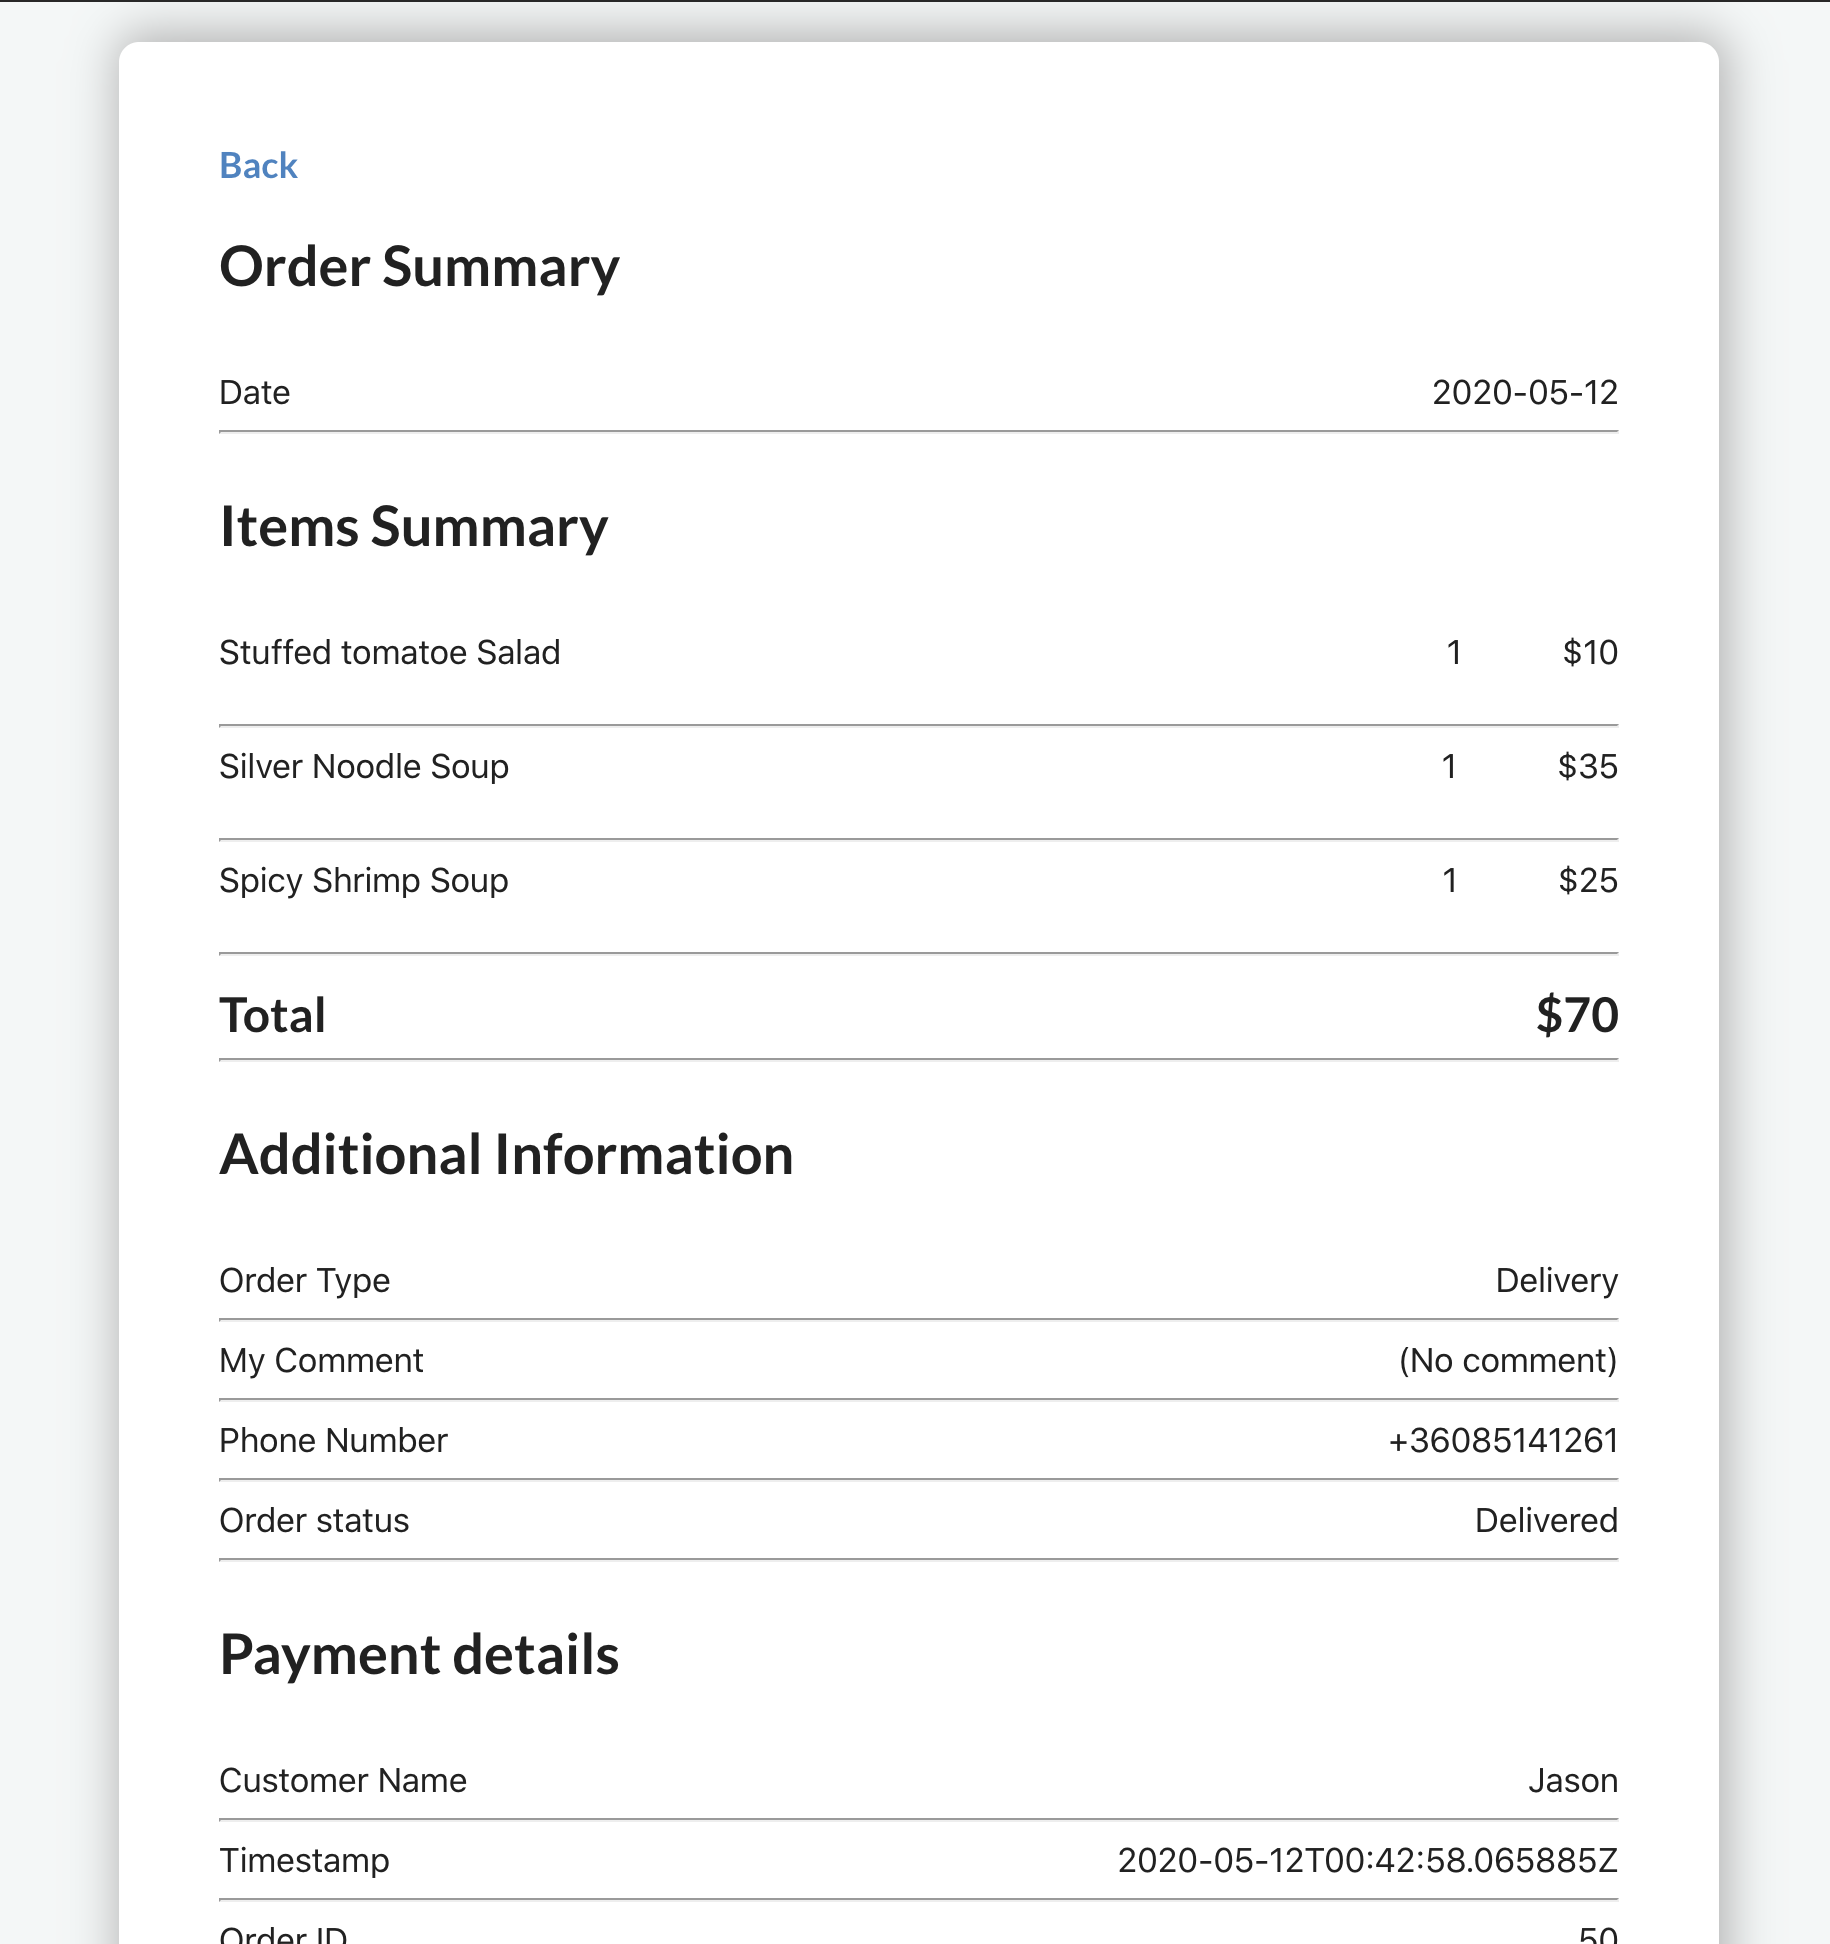 Back
Order Summary
Date 2020-05-12
Items Summary
Stuffed tomatoe Salad 1 $10
Silver Noodle Soup 1 $35
Spicy Shrimp Soup 1 $25
Total $70
Additional Information
Order Type Delivery
My Comment (No comment)
Phone Number +36085141261
Order status Delivered
Payment details
Customer Name Jason
Timestamp 2020-05-12T00:42:58.065885Z
Order ID 50